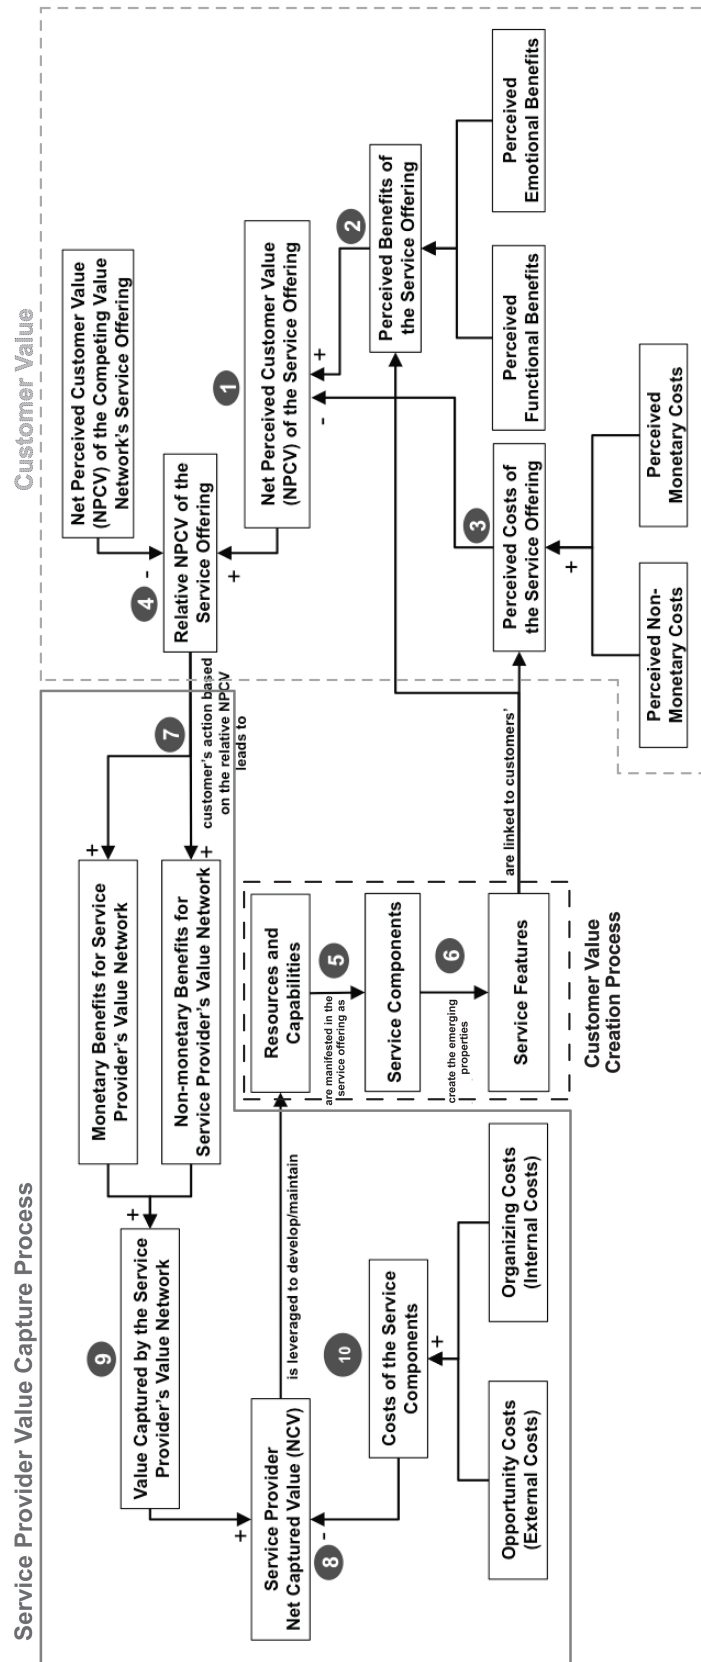 Service Provider Value Capture Process
Customer Value
Value Captured by the Service
Provider's Value Network
9
+
Monetary Benefits for Service
Provider's Value Network
+
Non-monetary Benefits for
Service Provider's Value Network
+
7
customer's action based
on the relative NPCV
leads to
4
-
Relative NPCV of the
Service Offering
+
Net Perceived Customer Value
(NPCV) of the Competing Value
Network's Service Offering
1
Net Perceived Customer Value
(NPCV) of the Service Offering
-
+
2
Perceived Benefits of
the Service Offering
Perceived
Functional Benefits
Perceived
Emotional Benefits
3
Perceived Costs of
the Service Offering
+
Perceived Non-
Monetary Costs
Perceived
Monetary Costs
+
Service Provider
Net Captured Value (NCV)
8
-
is leveraged to develop/maintain
10
Costs of the Service
Components
+
Opportunity Costs
(External Costs)
Organizing Costs
(Internal Costs)
Resources and
Capabilities
are manifested in the
service offering as
5
Service Components
create the emerging
properties
6
Service Features
are linked to customers'
Customer Value
Creation Process